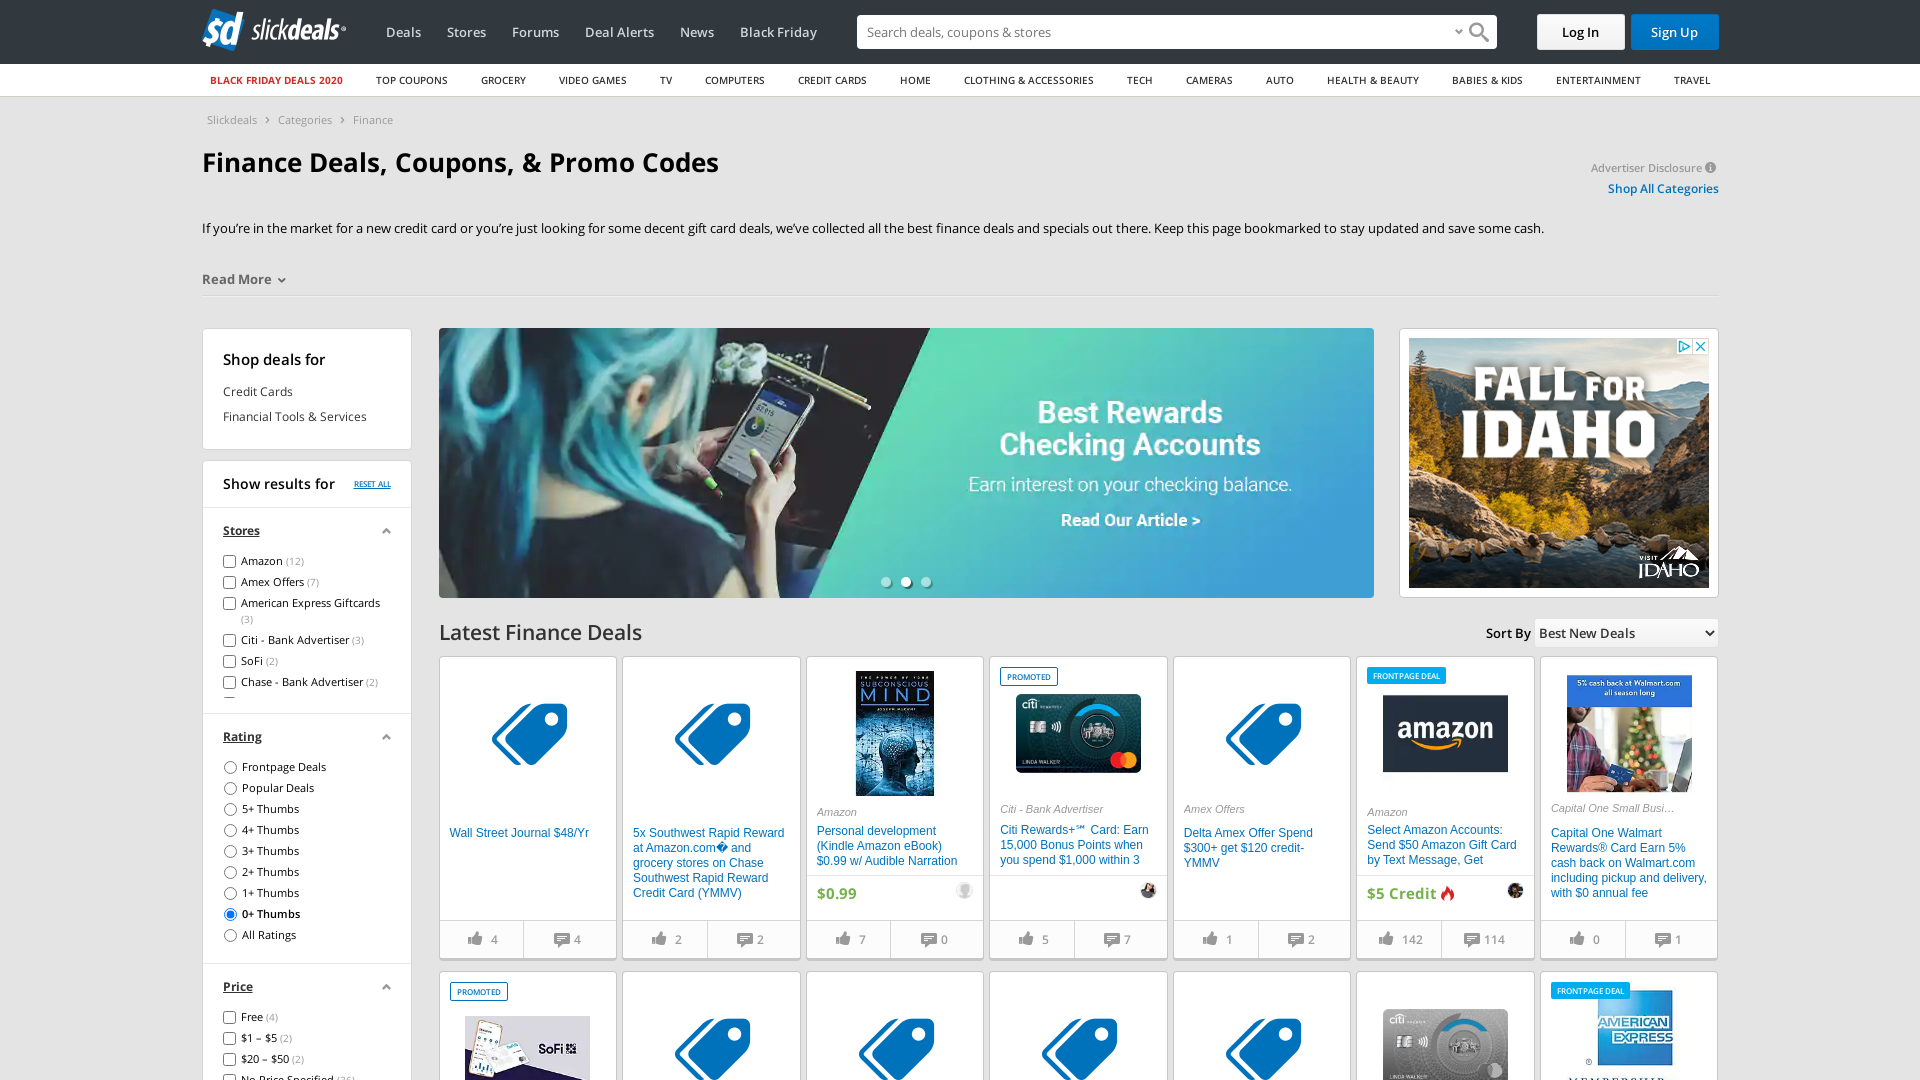 slickdeals
Deals
Stores
Forums
Deal Alerts
News
Black Friday
Search deals, coupons & stores
Log In
Sign Up
BLACK FRIDAY DEALS 2020
TOP COUPONS
GROCERY
VIDEO GAMES
TV
COMPUTERS
CREDIT CARDS
HOME
CLOTHING & ACCESSORIES
TECH
CAMERAS
AUTO
HEALTH & BEAUTY
BABIES & KIDS
ENTERTAINMENT
TRAVEL
Slickdeals
Categories
Finance
Finance Deals, Coupons, & Promo Codes
Advertiser Disclosure
Shop All Categories
If you’re in the market for a new credit card or you’re just looking for some decent gift card deals, we’ve collected all the best finance deals and specials out there. Keep this page bookmarked to stay updated and save some cash.
Read More
Shop deals for
Credit Cards
Financial Tools & Services
Show results for
RESET ALL
Stores
Amazon (12)
Amex Offers (7)
American Express Giftcards
(3)
Citi - Bank Advertiser (3)
SoFi (2)
Chase - Bank Advertiser (2)
Rating
Frontpage Deals
Popular Deals
5+ Thumbs
4+ Thumbs
3+ Thumbs
2+ Thumbs
1+ Thumbs
0+ Thumbs
All Ratings
Price
Free (4)
$1 – $5 (2)
$20 – $50 (2)
No Price Specified (36)
Best Rewards
Checking Accounts
Earn interest on your checking balance.
Read Our Article >
FALL FOR
IDAHO
VISIT
IDAHO
Latest Finance Deals
Sort By
Best New Deals
Wall Street Journal $48/Yr
4
4
5x Southwest Rapid Reward
at Amazon.com� and
grocery stores on Chase
Southwest Rapid Reward
Credit Card (YMMV)
2
2
THE POWER OF YOUR
SUBCONSCIOUS
MIND
JOSEPH MURPHY
Amazon
Personal development
(Kindle Amazon eBook)
$0.99 w/ Audible Narration
$0.99
7
0
PROMOTED
citi
LINDA WALKER
Citi - Bank Advertiser
Citi Rewards+℠ Card: Earn
15,000 Bonus Points when
you spend $1,000 within 3
5
7
Amex Offers
Delta Amex Offer Spend
$300+ get $120 credit-
YMMV
1
2
FRONTPAGE DEAL
amazon
Amazon
Select Amazon Accounts:
Send $50 Amazon Gift Card
by Text Message, Get
$5 Credit
142
114
5% cash back at Walmart.com
all season long
Capital One Small Busi…
Capital One Walmart
Rewards® Card Earn 5%
cash back on Walmart.com
including pickup and delivery,
with $0 annual fee
0
1
PROMOTED
SoFi
citi
LINDA WALKER
FRONTPAGE DEAL
AMERICAN
EXPRESS
®
MEMBERSHIP